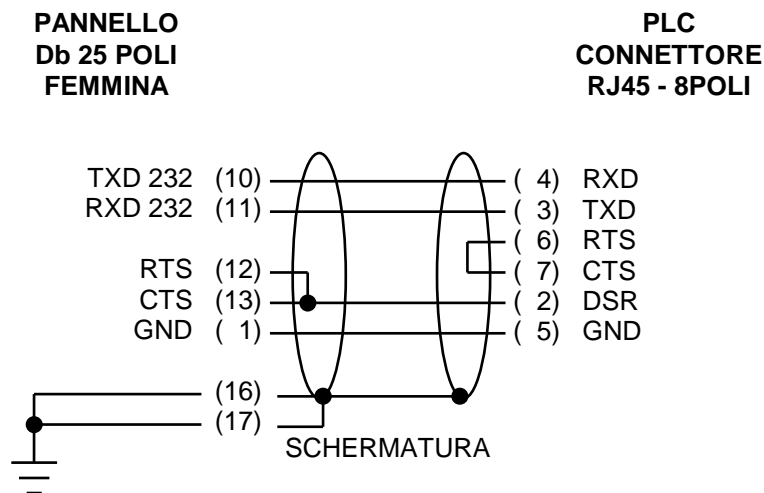 PANNELLO
Db 25 POLI
FEMMINA
PLC
CONNETTORE
RJ45 - 8POLI
TXD 232 (10) ( 4) RXD
RXD 232 (11) ( 3) TXD
( 6) RTS
RTS (12) ( 7) CTS
CTS (13) ( 2) DSR
GND ( 1) ( 5) GND
(16)
(17)
SCHERMATURA